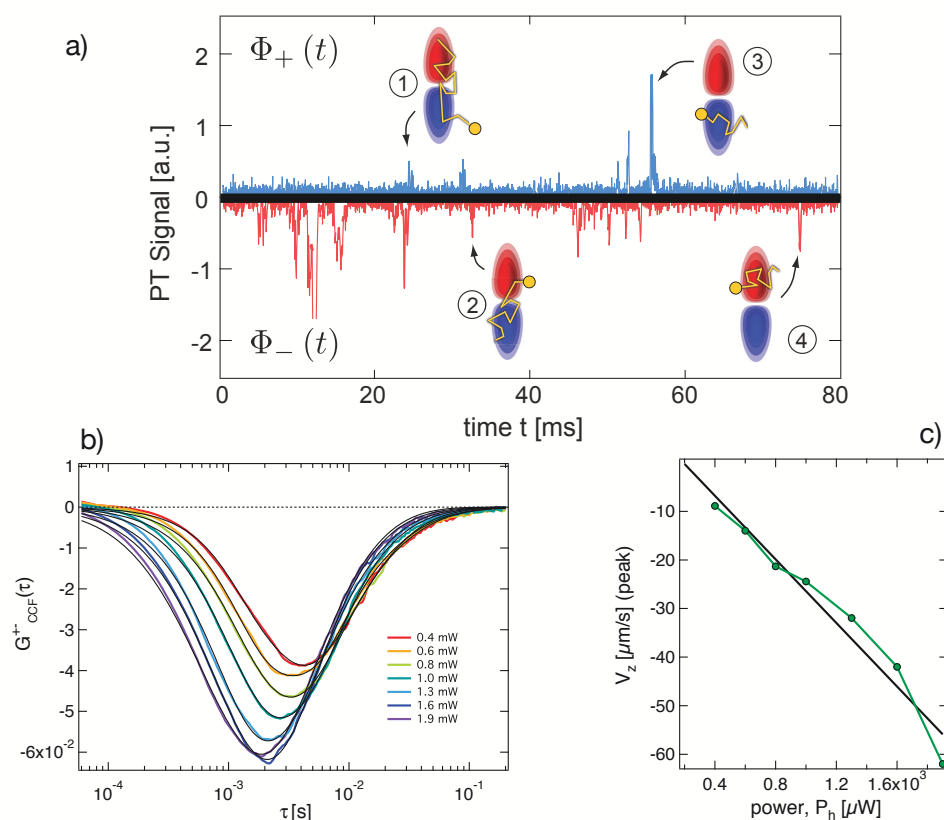 a)
Φ₊(t)
Φ₋(t)
1
2
3
4
PT Signal [a.u.]
2
1
0
-1
-2
0
20
40
60
80
time t [ms]
b)
G⁺⁻CCF(τ)
1
0
-1
-2
-3
-4
-5
-6x10⁻²
0.4 mW
0.6 mW
0.8 mW
1.0 mW
1.3 mW
1.6 mW
1.9 mW
10⁻⁴
10⁻³
10⁻²
10⁻¹
τ[s]
c)
V_z [µm/s] (peak)
-10
-20
-30
-40
-50
-60
0.4
0.8
1.2
1.6x10³
power, P_h [µW]